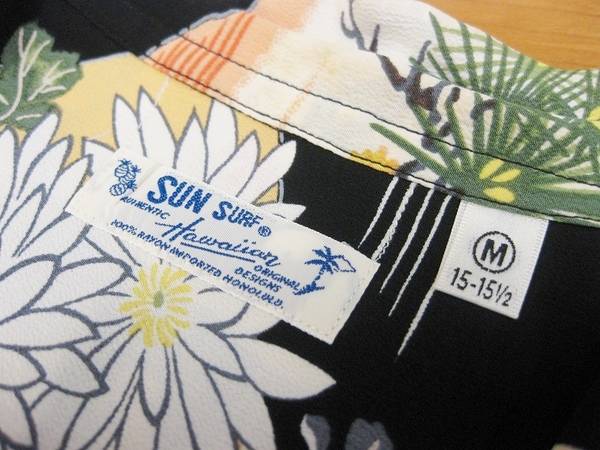 SUN SURF®
AUTHENTIC Hawaiian ORIGINAL
DESIGNS
100% RAYON IMPORTED HONOLULU.
M
15-15½